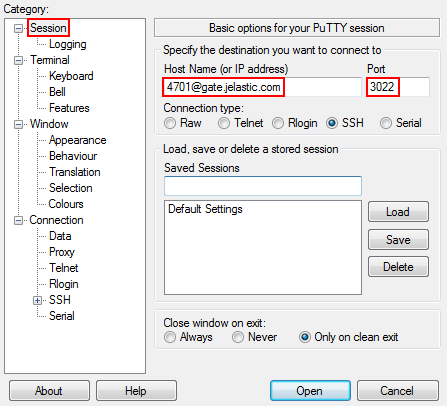 Category:
Session
Logging
Terminal
Keyboard
Bell
Features
Window
Appearance
Behaviour
Translation
Selection
Colours
Connection
Data
Proxy
Telnet
Rlogin
SSH
Serial
Basic options for your PuTTY session
Specify the destination you want to connect to
Host Name (or IP address) Port
4701@gate.jelastic.com 3022
Connection type:
Raw Telnet Rlogin SSH Serial
Load, save or delete a stored session
Saved Sessions
Default Settings
Load
Save
Delete
Close window on exit:
Always Never Only on clean exit
About Help Open Cancel